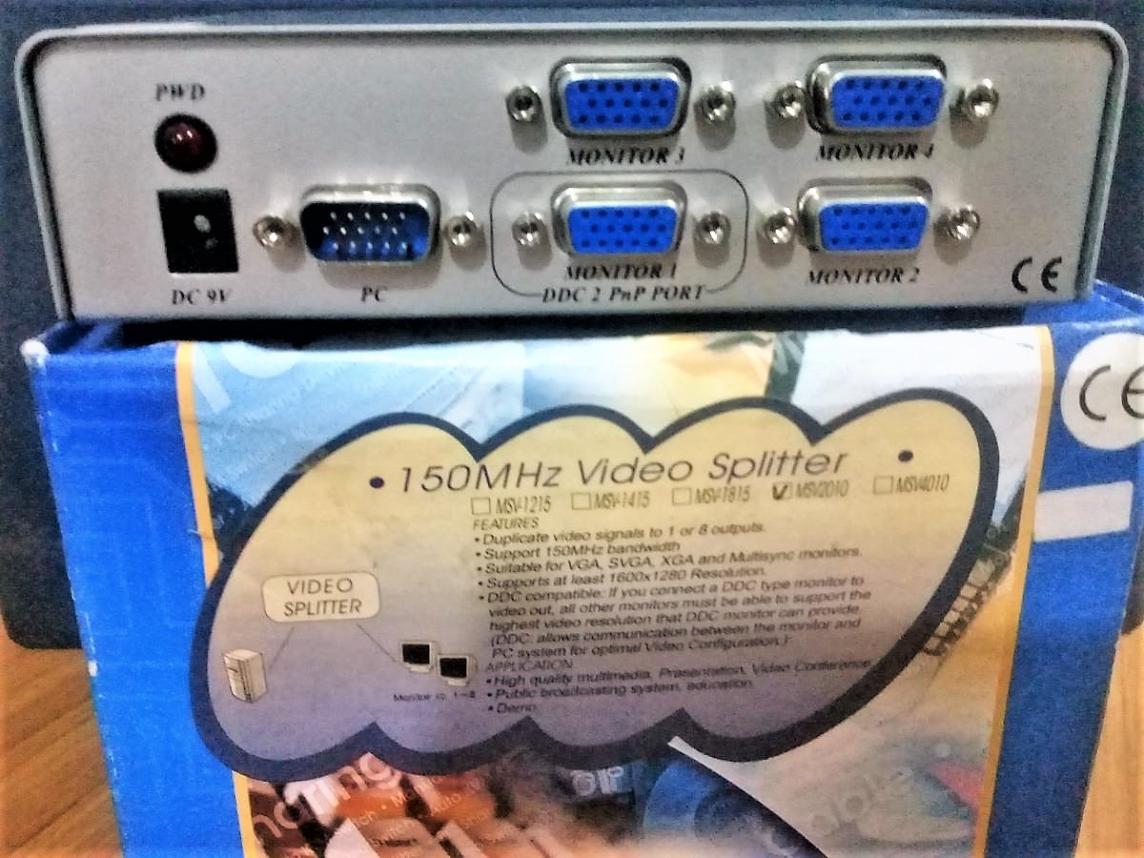 PWD
MONITOR 3
MONITOR 4
MONITOR 1
MONITOR 2
DC 9V
PC
DDC 2 PnP PORT
CE
CE
• 150MHz Video Splitter •
MSV-1215 MSV-1415 MSV-1815 MSV2010 MSV4010
FEATURES
• Duplicate video signals to 1 or 8 outputs.
• Support 150MHz bandwidth
• Suitable for VGA, SVGA, XGA and Multisync monitors.
• Supports at least 1600x1280 Resolution.
• DDC compatible: If you connect a DDC type monitor to
video out, all other monitors must be able to support the
highest video resolution that DDC monitor can provide.
(DDC: allows communication between the monitor and
PC system for optimal Video Configuration.)
APPLICATION
• High quality multimedia, Presentation, Video Conference
• Public broadcasting system, education.
• Demo
VIDEO
SPLITTER
Monitor